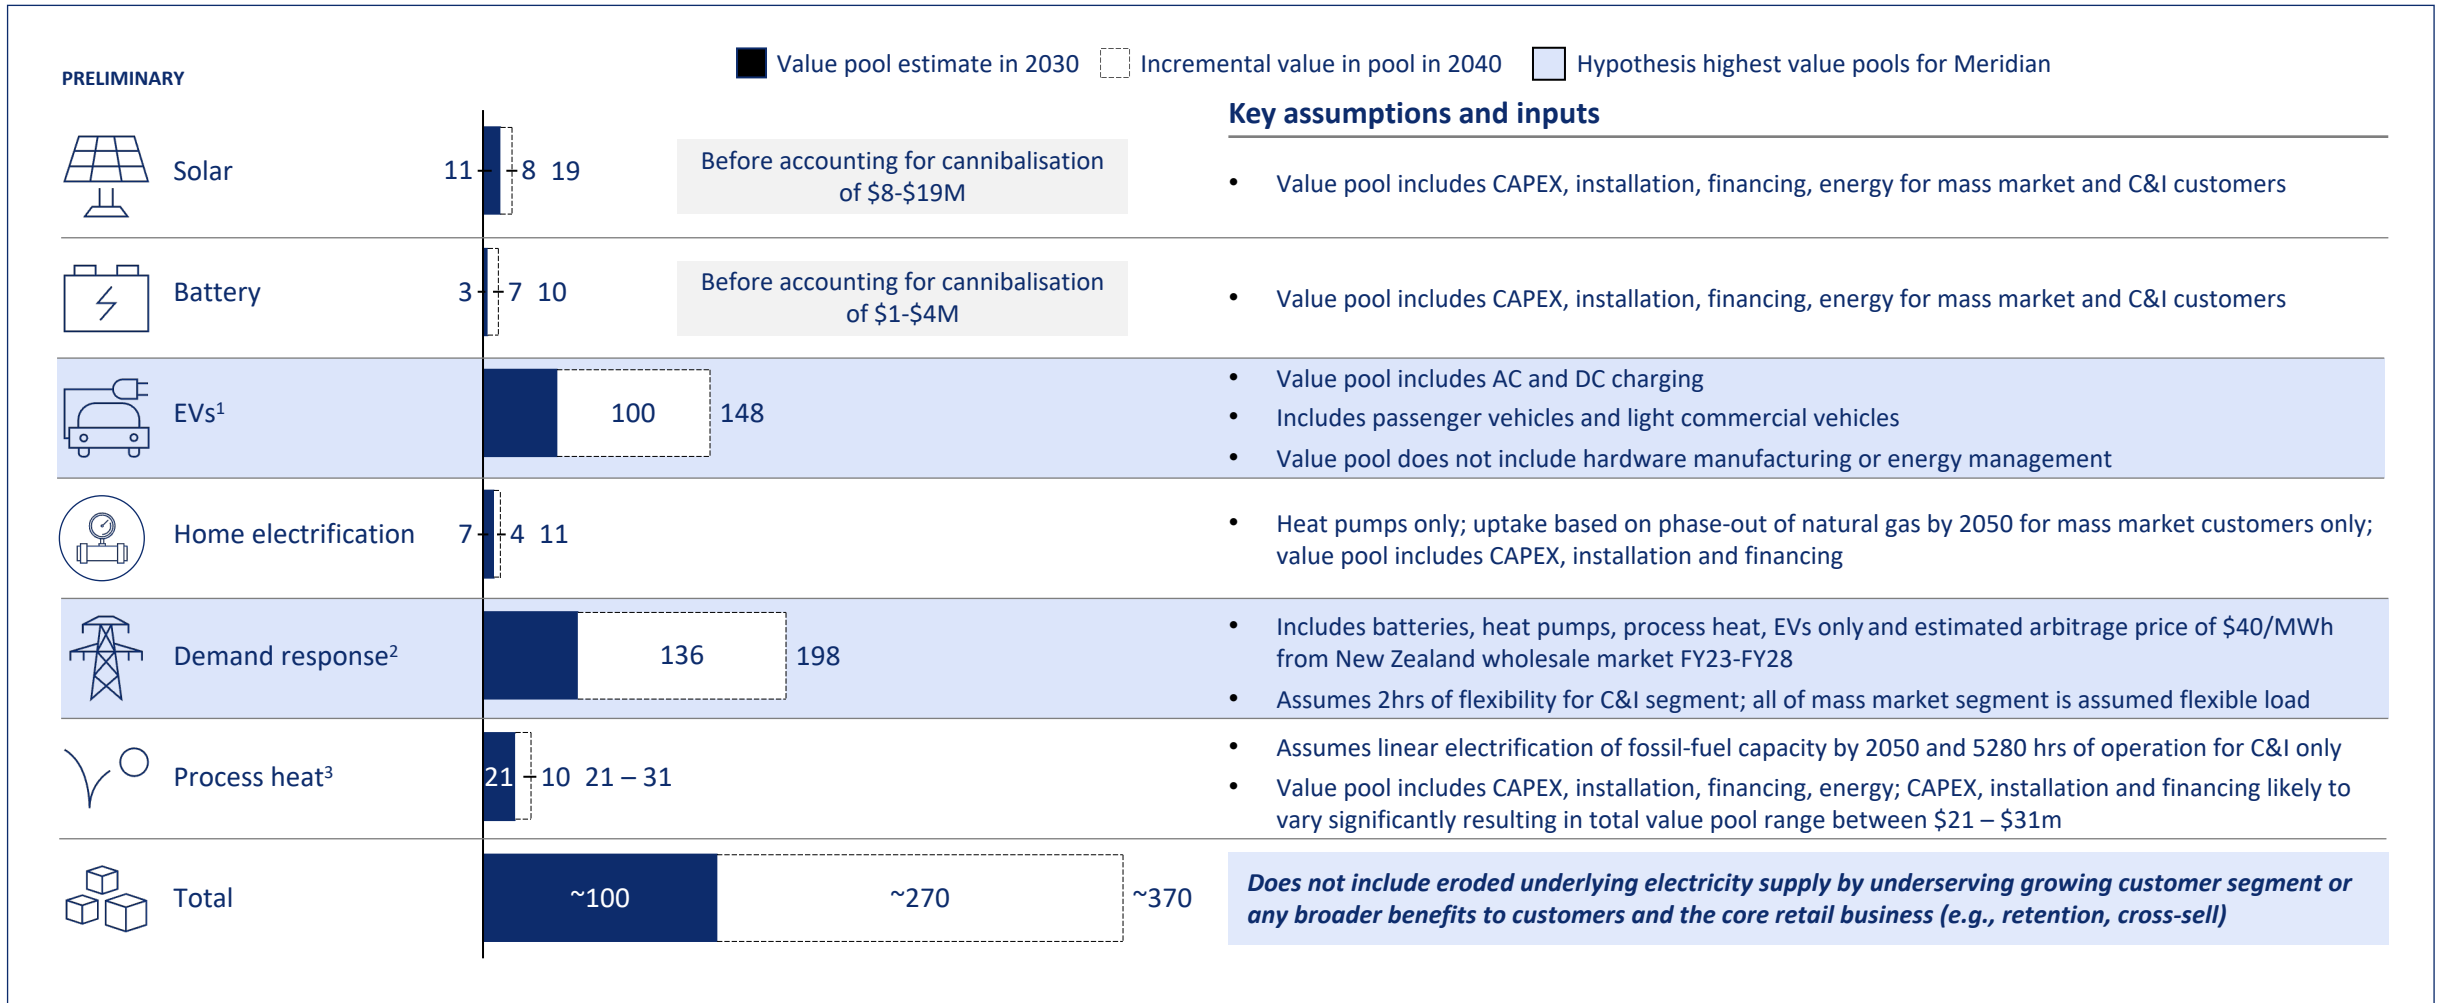 PRELIMINARY
Value pool estimate in 2030
Incremental value in pool in 2040
Hypothesis highest value pools for Meridian
Key assumptions and inputs
Solar
11
8
19
Before accounting for cannibalisation
of $8-$19M
• Value pool includes CAPEX, installation, financing, energy for mass market and C&I customers
Battery
3
7
10
Before accounting for cannibalisation
of $1-$4M
• Value pool includes CAPEX, installation, financing, energy for mass market and C&I customers
EVs¹
100
148
• Value pool includes AC and DC charging
• Includes passenger vehicles and light commercial vehicles
• Value pool does not include hardware manufacturing or energy management
Home electrification
7
4
11
• Heat pumps only; uptake based on phase-out of natural gas by 2050 for mass market customers only;
value pool includes CAPEX, installation and financing
Demand response²
136
198
• Includes batteries, heat pumps, process heat, EVs only and estimated arbitrage price of $40/MWh
from New Zealand wholesale market FY23-FY28
• Assumes 2hrs of flexibility for C&I segment; all of mass market segment is assumed flexible load
Process heat³
21
10
21 – 31
• Assumes linear electrification of fossil-fuel capacity by 2050 and 5280 hrs of operation for C&I only
• Value pool includes CAPEX, installation, financing, energy; CAPEX, installation and financing likely to
vary significantly resulting in total value pool range between $21 – $31m
Total
~100
~270
~370
Does not include eroded underlying electricity supply by underserving growing customer segment or
any broader benefits to customers and the core retail business (e.g., retention, cross-sell)